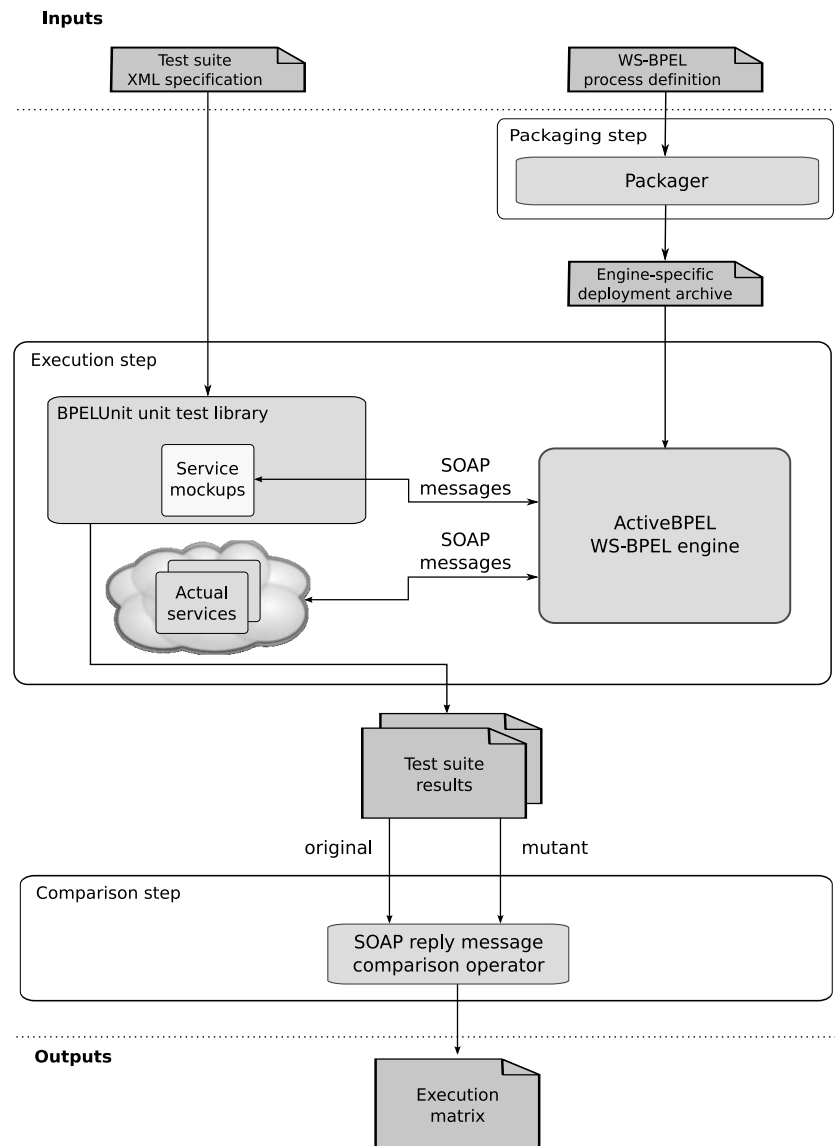 Inputs
Test suite
XML specification
WS-BPEL
process definition
Packaging step
Packager
Engine-specific
deployment archive
Execution step
BPELUnit unit test library
Service
mockups
SOAP
messages
ActiveBPEL
WS-BPEL engine
SOAP
messages
Actual
services
Test suite
results
original
mutant
Comparison step
SOAP reply message
comparison operator
Outputs
Execution
matrix